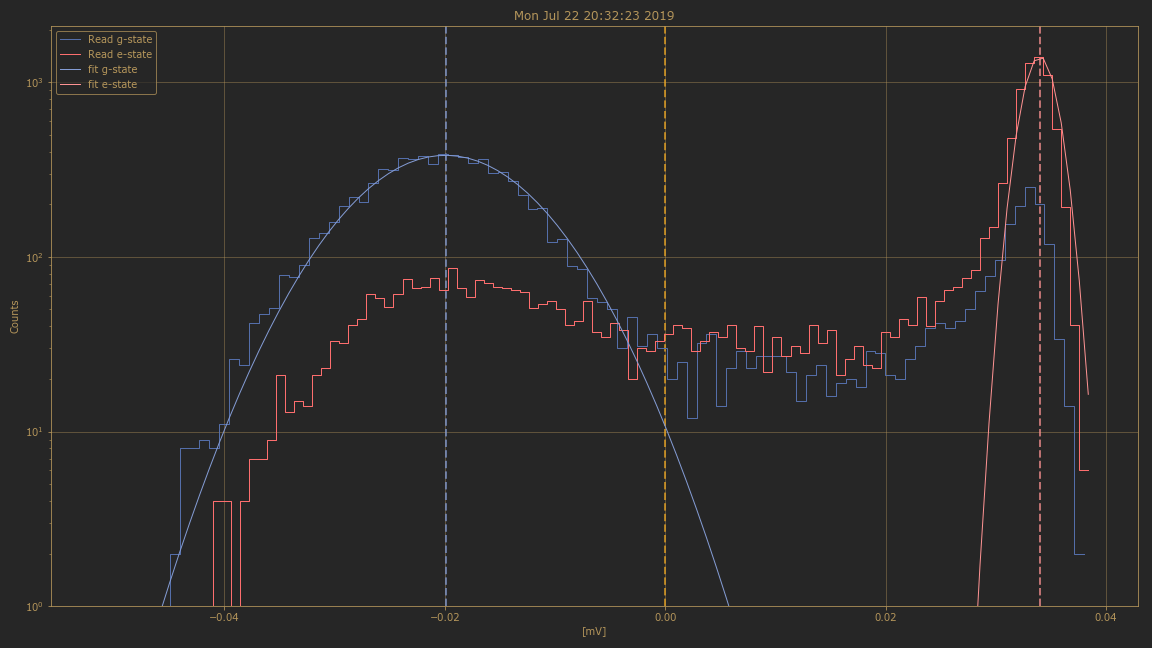 Mon Jul 22 20:32:23 2019
Read g-state
Read e-state
fit g-state
fit e-state
Counts
10³
10²
10¹
10⁰
−0.04
−0.02
0.00
0.02
0.04
[mV]